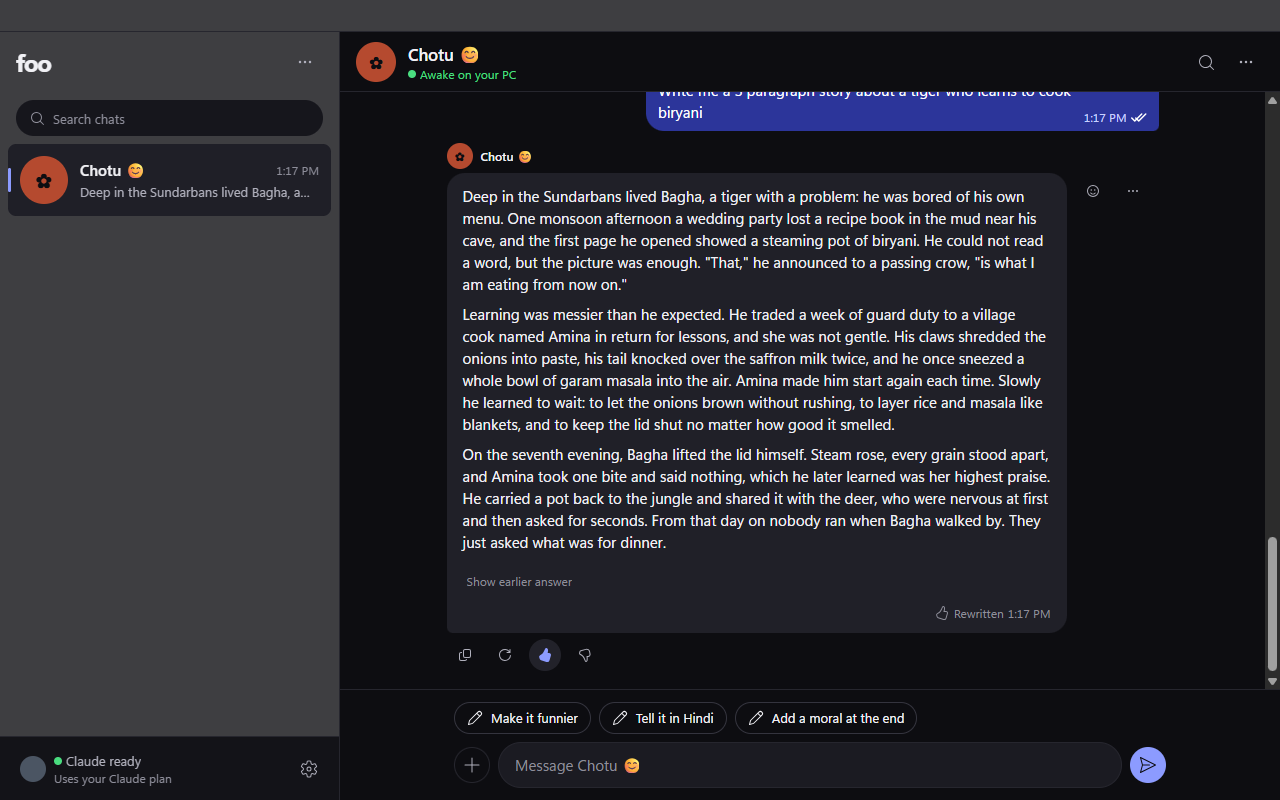 foo
Search chats
Chotu 😊
1:17 PM
Deep in the Sundarbans lived Bagha, a...
Claude ready
Uses your Claude plan
Chotu 😊
Awake on your PC
Write me a 3 paragraph story about a tiger who learns to cook
biryani
1:17 PM
Chotu 😊
Deep in the Sundarbans lived Bagha, a tiger with a problem: he was bored of his own
menu. One monsoon afternoon a wedding party lost a recipe book in the mud near his
cave, and the first page he opened showed a steaming pot of biryani. He could not read
a word, but the picture was enough. "That," he announced to a passing crow, "is what I
am eating from now on."
Learning was messier than he expected. He traded a week of guard duty to a village
cook named Amina in return for lessons, and she was not gentle. His claws shredded the
onions into paste, his tail knocked over the saffron milk twice, and he once sneezed a
whole bowl of garam masala into the air. Amina made him start again each time. Slowly
he learned to wait: to let the onions brown without rushing, to layer rice and masala like
blankets, and to keep the lid shut no matter how good it smelled.
On the seventh evening, Bagha lifted the lid himself. Steam rose, every grain stood apart,
and Amina took one bite and said nothing, which he later learned was her highest praise.
He carried a pot back to the jungle and shared it with the deer, who were nervous at first
and then asked for seconds. From that day on nobody ran when Bagha walked by. They
just asked what was for dinner.
Show earlier answer
Rewritten 1:17 PM
Make it funnier
Tell it in Hindi
Add a moral at the end
Message Chotu 😊